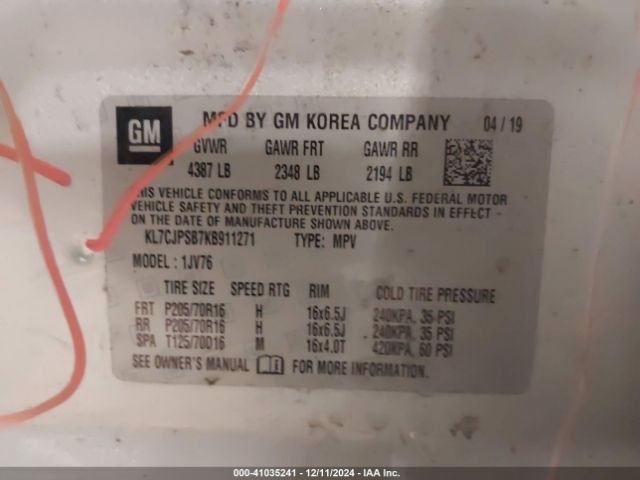 GM MFD BY GM KOREA COMPANY 04 / 19
GVWR GAWR FRT GAWR RR
4387 LB 2348 LB 2194 LB
THIS VEHICLE CONFORMS TO ALL APPLICABLE U.S. FEDERAL MOTOR
VEHICLE SAFETY AND THEFT PREVENTION STANDARDS IN EFFECT
ON THE DATE OF MANUFACTURE SHOWN ABOVE.
KL7CJPSB7KB911271 TYPE: MPV
MODEL : 1JV76
TIRE SIZE SPEED RTG RIM COLD TIRE PRESSURE
FRT P205/70R16 H 16x6.5J 240KPA, 35 PSI
RR P205/70R16 H 16x6.5J 240KPA, 35 PSI
SPA T125/70D16 M 16x4.0T 420KPA, 60 PSI
SEE OWNER'S MANUAL FOR MORE INFORMATION.
000-41035241 - 12/11/2024 - IAA Inc.